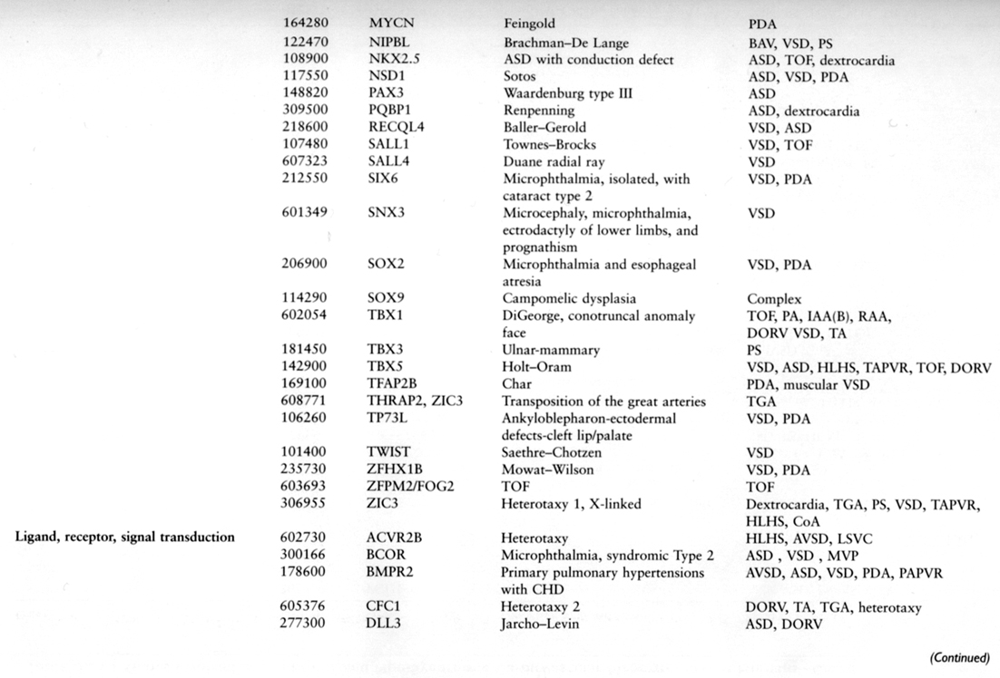 164280 MYCN Feingold PDA
122470 NIPBL Brachman–De Lange BAV, VSD, PS
108900 NKX2.5 ASD with conduction defect ASD, TOF, dextrocardia
117550 NSD1 Sotos ASD, VSD, PDA
148820 PAX3 Waardenburg type III ASD
309500 PQBP1 Renpenning ASD, dextrocardia
218600 RECQL4 Baller–Gerold VSD, ASD
107480 SALL1 Townes–Brocks VSD, TOF
607323 SALL4 Duane radial ray VSD
212550 SIX6 Microphthalmia, isolated, with VSD, PDA
cataract type 2
601349 SNX3 Microcephaly, microphthalmia, VSD
ectrodactyly of lower limbs, and
prognathism
206900 SOX2 Microphthalmia and esophageal VSD, PDA
atresia
114290 SOX9 Campomelic dysplasia Complex
602054 TBX1 DiGeorge, conotruncal anomaly TOF, PA, IAA(B), RAA,
face DORV VSD, TA
181450 TBX3 Ulnar-mammary PS
142900 TBX5 Holt–Oram VSD, ASD, HLHS, TAPVR, TOF, DORV
169100 TFAP2B Char PDA, muscular VSD
608771 THRAP2, ZIC3 Transposition of the great arteries TGA
106260 TP73L Ankyloblepharon-ectodermal VSD, PDA
defects-cleft lip/palate
101400 TWIST Saethre–Chotzen VSD
235730 ZFHX1B Mowat–Wilson VSD, PDA
603693 ZFPM2/FOG2 TOF TOF
306955 ZIC3 Heterotaxy 1, X-linked Dextrocardia, TGA, PS, VSD, TAPVR,
HLHS, CoA
Ligand, receptor, signal transduction 602730 ACVR2B Heterotaxy HLHS, AVSD, LSVC
300166 BCOR Microphthalmia, syndromic Type 2 ASD , VSD , MVP
178600 BMPR2 Primary pulmonary hypertensions AVSD, ASD, VSD, PDA, PAPVR
with CHD
605376 CFC1 Heterotaxy 2 DORV, TA, TGA, heterotaxy
277300 DLL3 Jarcho–Levin ASD, DORV
(Continued)